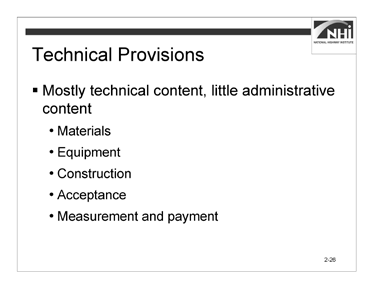 NHI
NATIONAL HIGHWAY INSTITUTE
Technical Provisions
▪ Mostly technical content, little administrative
content
• Materials
• Equipment
• Construction
• Acceptance
• Measurement and payment
2-26